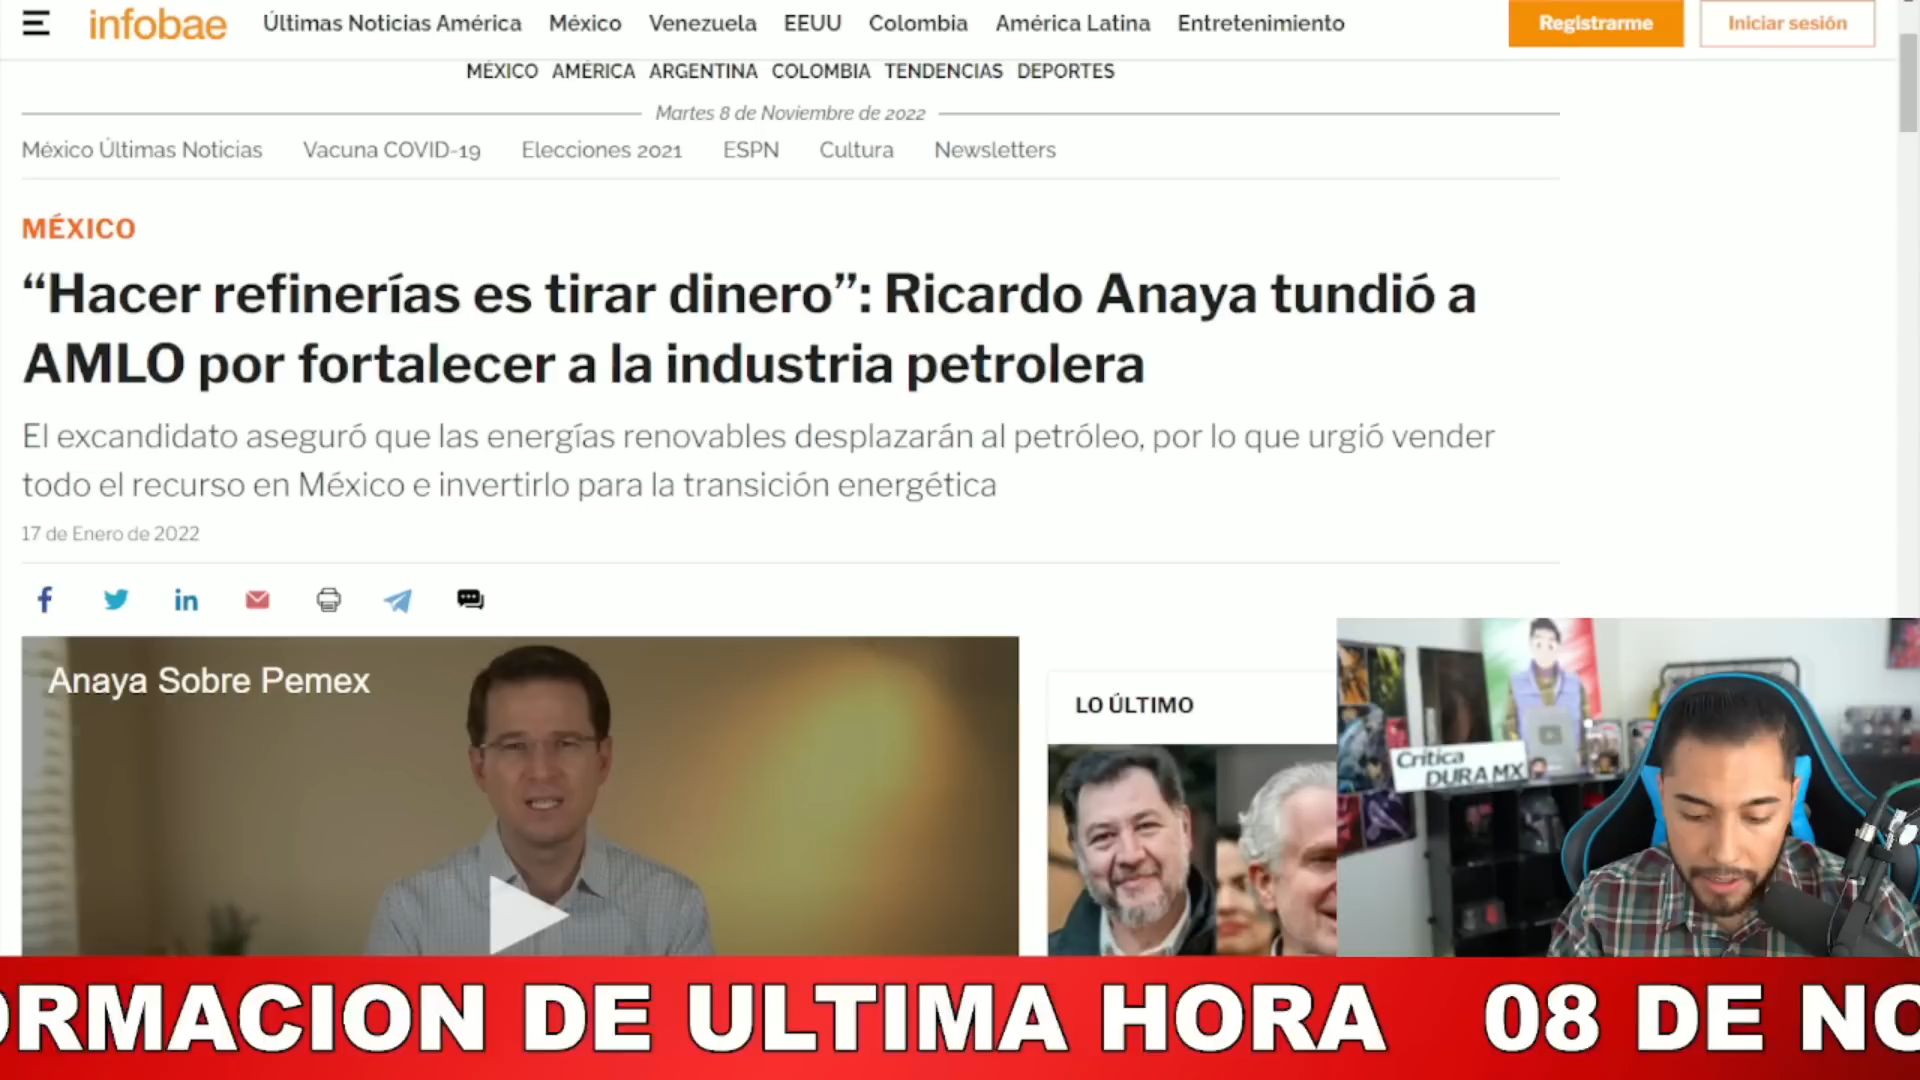 infobae Últimas Noticias América México Venezuela EEUU Colombia América Latina Entretenimiento Registrarme Iniciar sesión
MÉXICO AMÉRICA ARGENTINA COLOMBIA TENDENCIAS DEPORTES
Martes 8 de Noviembre de 2022
México Últimas Noticias Vacuna COVID-19 Elecciones 2021 ESPN Cultura Newsletters
MÉXICO
“Hacer refinerías es tirar dinero”: Ricardo Anaya tundió a
AMLO por fortalecer a la industria petrolera
El excandidato aseguró que las energías renovables desplazarán al petróleo, por lo que urgió vender
todo el recurso en México e invertirlo para la transición energética
17 de Enero de 2022
Anaya Sobre Pemex
LO ÚLTIMO
Crítica
DURA MX
ORMACION DE ULTIMA HORA 08 DE NO